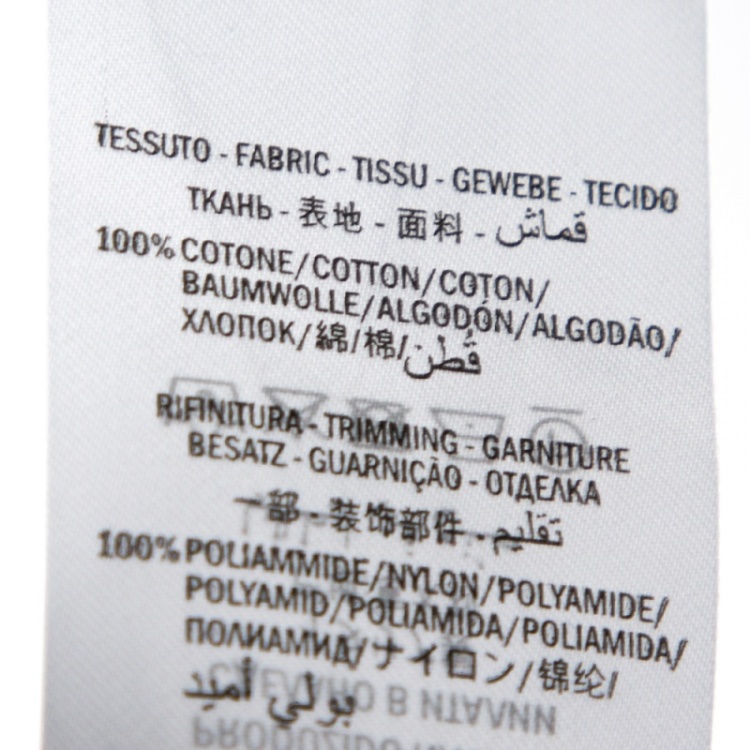 TESSUTO - FABRIC - TISSU - GEWEBE - TECIDO
ТКАНЬ - 表地 - 面料 - قماش
100% COTONE/COTTON/COTON/
BAUMWOLLE/ALGODÓN/ALGODÃO/
ХЛОПОК/綿/棉/قطن
RIFINITURA - TRIMMING - GARNITURE
BESATZ - GUARNIÇÃO - ОТДЕЛКА
一部 - 装饰部件 - تقليم
100% POLIAMMIDE/NYLON/POLYAMIDE/
POLYAMID/POLIAMIDA/POLIAMIDA/
ПОЛИАМИД/ナイロン/锦纶/
بولي أميد